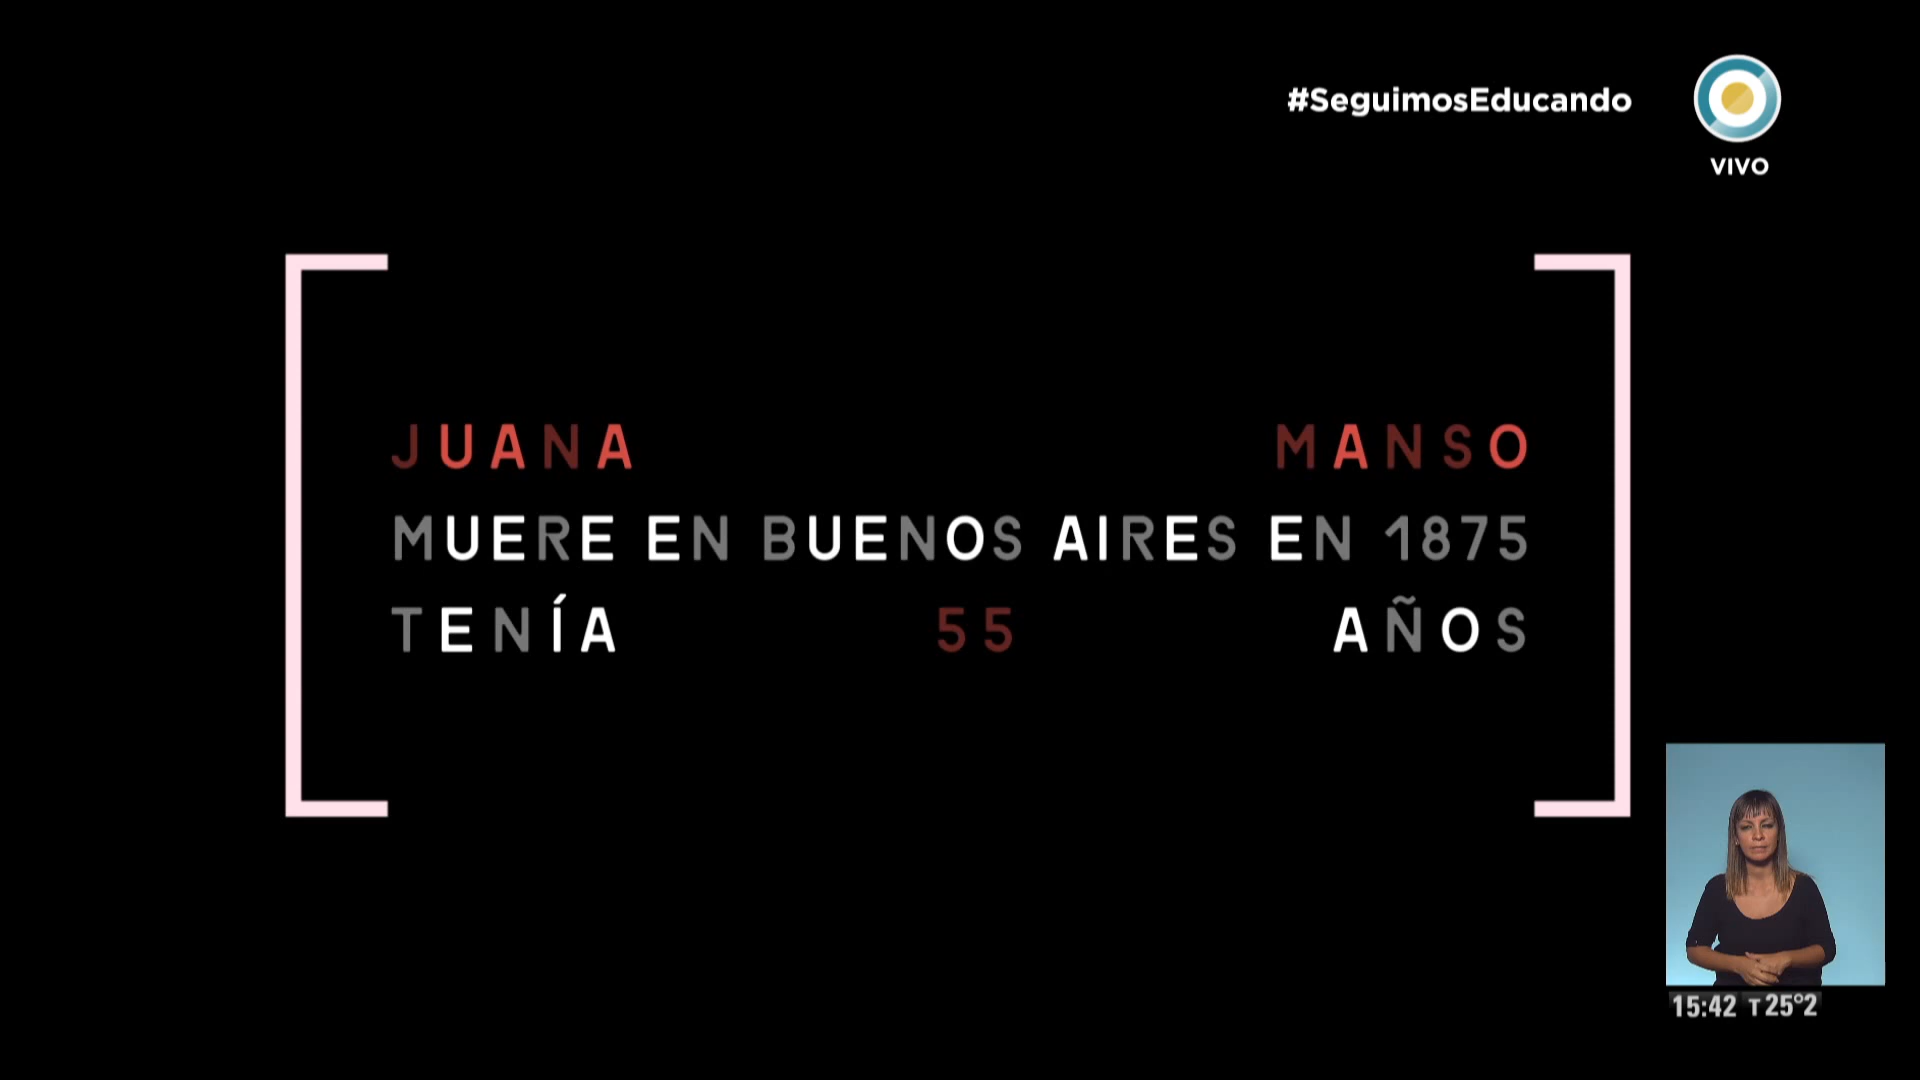 #SeguimosEducando
VIVO
JUANA MANSO
MUERE EN BUENOS AIRES EN 1875
TENÍA 55 AÑOS
15:42 T 25°2